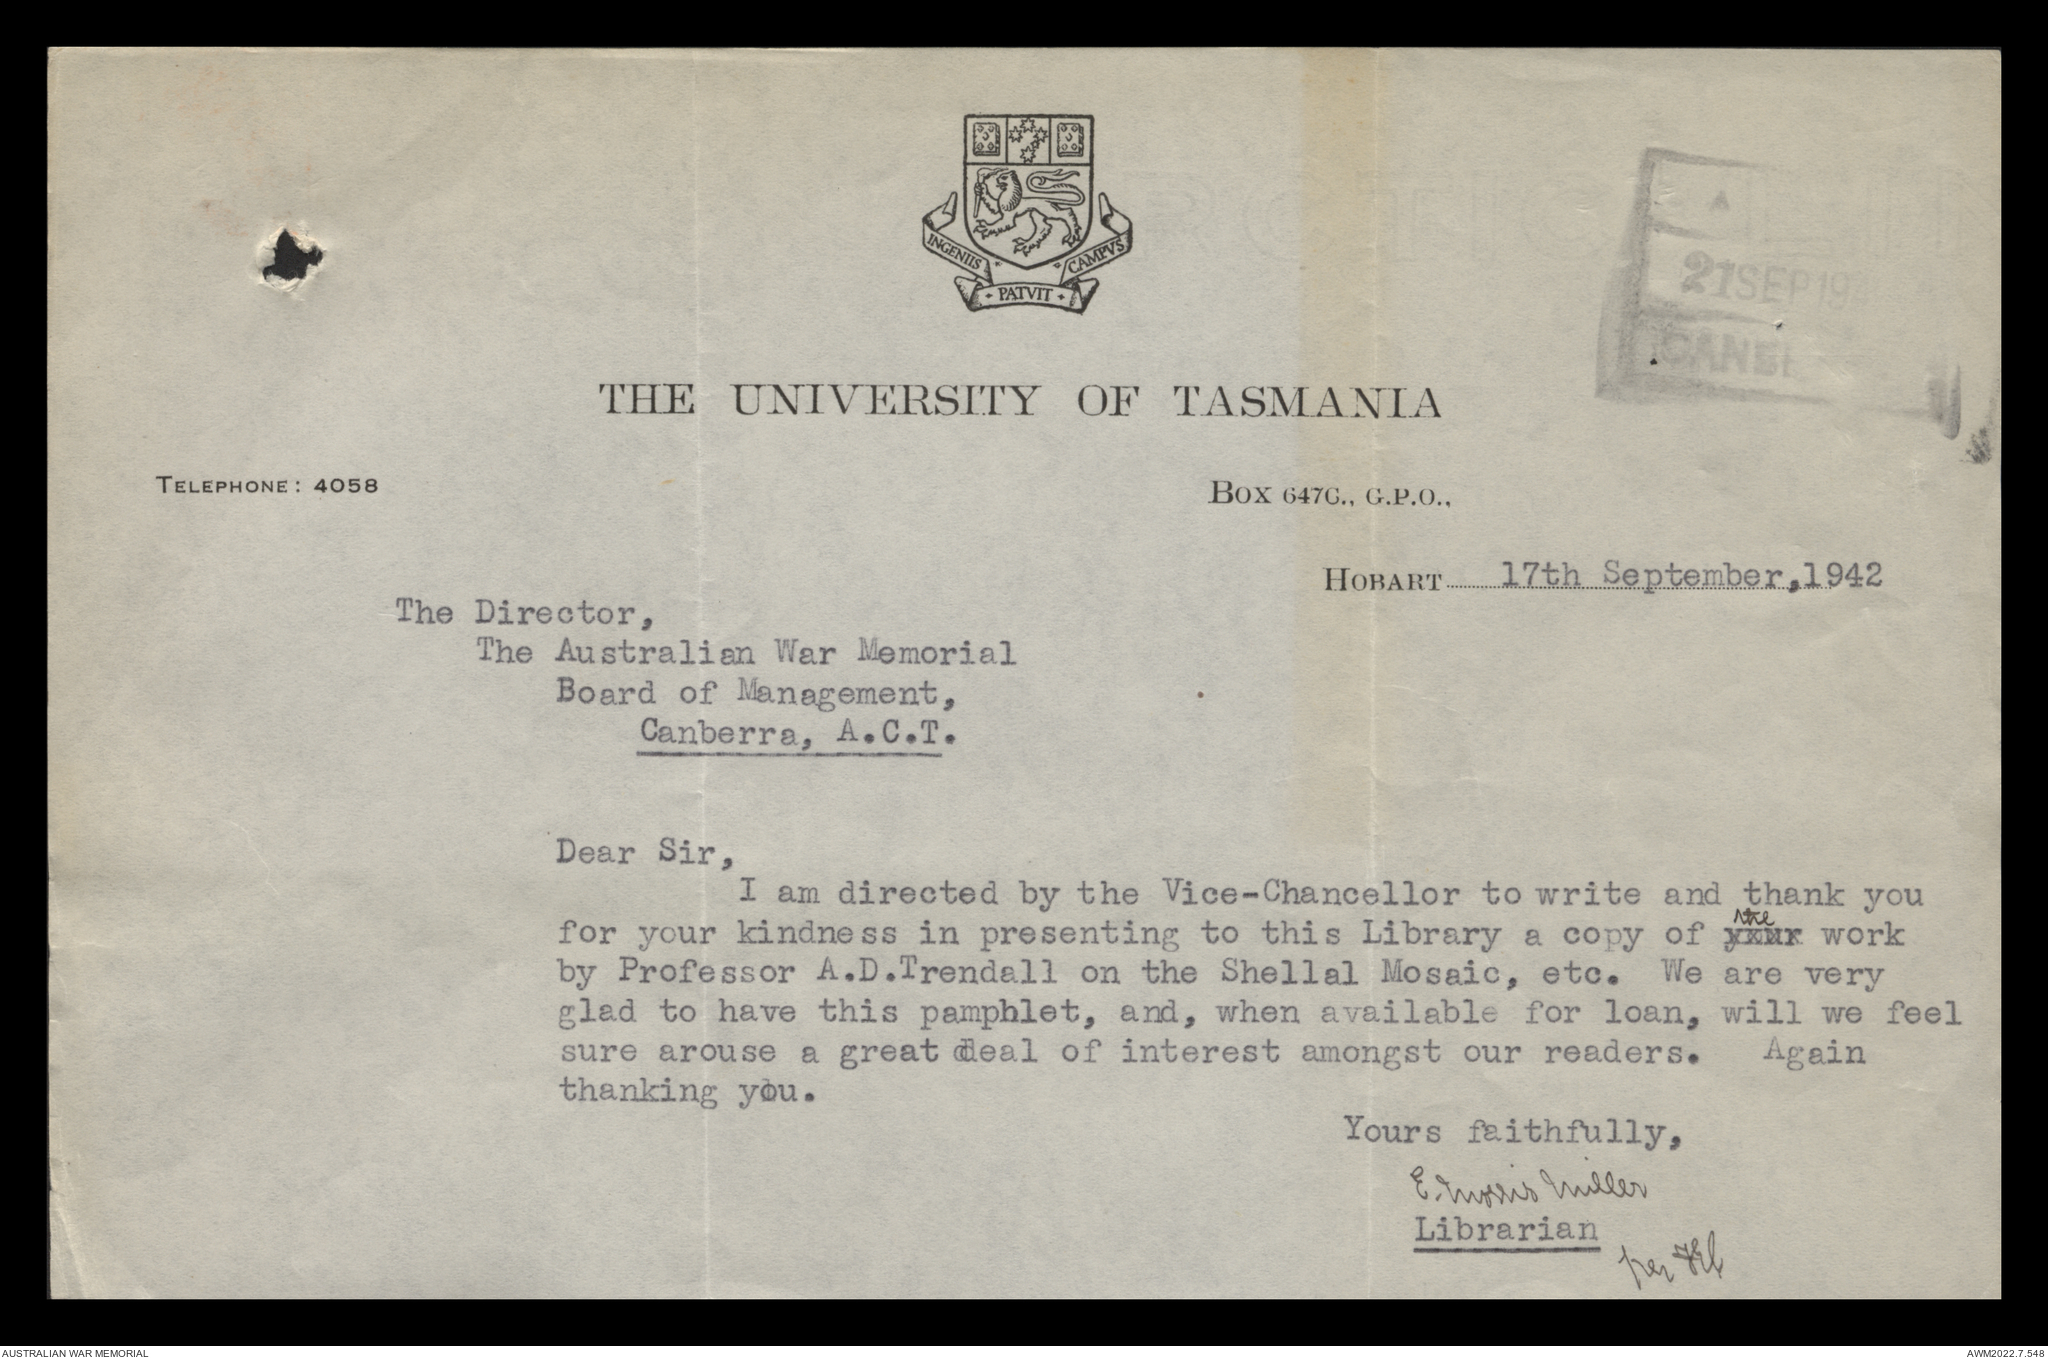 INGENIIS
CAMPVS
PATVIT
21 SEP 19
THE UNIVERSITY OF TASMANIA
TELEPHONE: 4058
BOX 647C., G.P.O.,
HOBART 17th September,1942
The Director,
The Australian War Memorial
Board of Management,
Canberra, A.C.T.
Dear Sir,
I am directed by the Vice-Chancellor to write and thank you
the
for your kindness in presenting to this Library a copy of your work
by Professor A.D.Trendall on the Shellal Mosaic, etc. We are very
glad to have this pamphlet, and, when available for loan, will we feel
sure arouse a great deal of interest amongst our readers. Again
thanking you.
Yours faithfully,
E. Morris Miller
Librarian
per
AUSTRALIAN WAR MEMORIAL
AWM2022.7.548